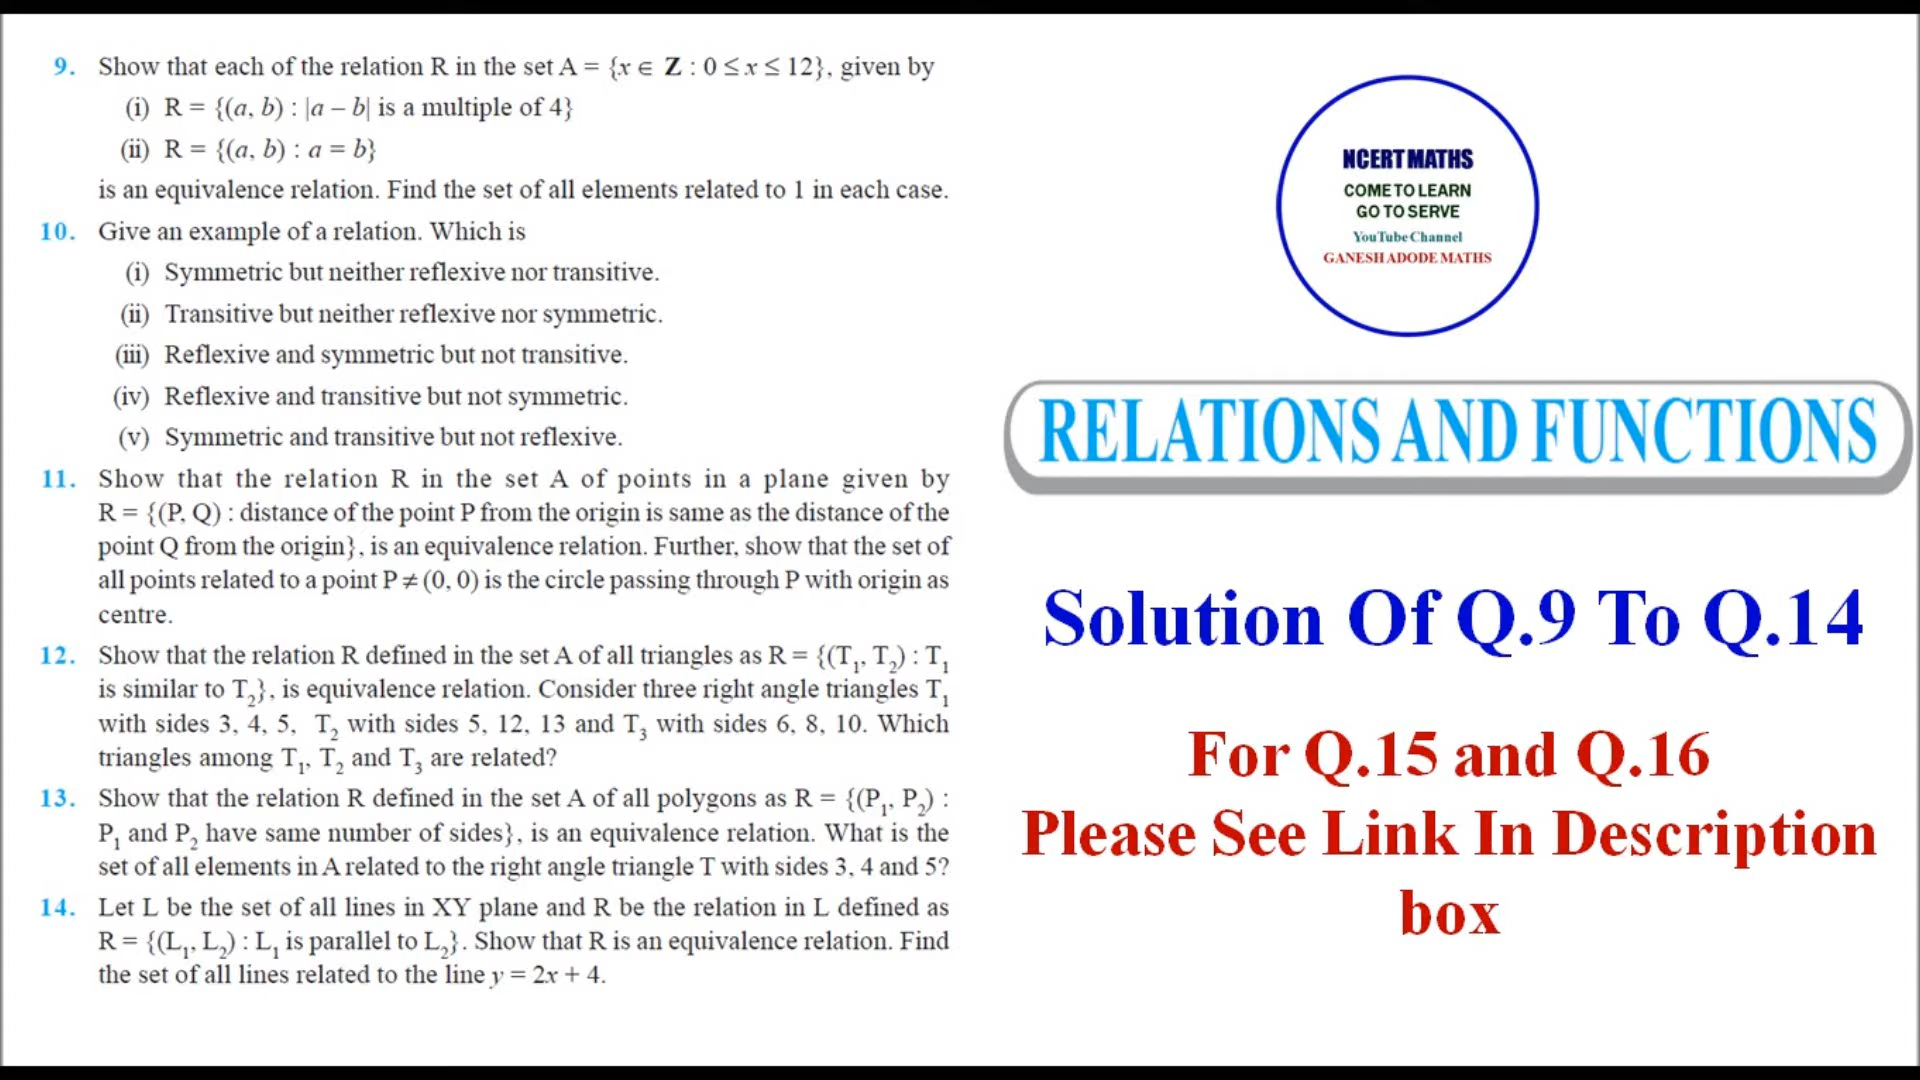 9. Show that each of the relation R in the set A = {x ∈ Z : 0 ≤ x ≤ 12}, given by
(i) R = {(a, b) : |a – b| is a multiple of 4}
(ii) R = {(a, b) : a = b}
is an equivalence relation. Find the set of all elements related to 1 in each case.
10. Give an example of a relation. Which is
(i) Symmetric but neither reflexive nor transitive.
(ii) Transitive but neither reflexive nor symmetric.
(iii) Reflexive and symmetric but not transitive.
(iv) Reflexive and transitive but not symmetric.
(v) Symmetric and transitive but not reflexive.
11. Show that the relation R in the set A of points in a plane given by
R = {(P, Q) : distance of the point P from the origin is same as the distance of the
point Q from the origin}, is an equivalence relation. Further, show that the set of
all points related to a point P ≠ (0, 0) is the circle passing through P with origin as
centre.
12. Show that the relation R defined in the set A of all triangles as R = {(T₁, T₂) : T₁
is similar to T₂}, is equivalence relation. Consider three right angle triangles T₁
with sides 3, 4, 5, T₂ with sides 5, 12, 13 and T₃ with sides 6, 8, 10. Which
triangles among T₁, T₂ and T₃ are related?
13. Show that the relation R defined in the set A of all polygons as R = {(P₁, P₂) :
P₁ and P₂ have same number of sides}, is an equivalence relation. What is the
set of all elements in A related to the right angle triangle T with sides 3, 4 and 5?
14. Let L be the set of all lines in XY plane and R be the relation in L defined as
R = {(L₁, L₂) : L₁ is parallel to L₂}. Show that R is an equivalence relation. Find
the set of all lines related to the line y = 2x + 4.
NCERT MATHS
COME TO LEARN
GO TO SERVE
YouTube Channel
GANESH ADODE MATHS
RELATIONS AND FUNCTIONS
Solution Of Q.9 To Q.14
For Q.15 and Q.16
Please See Link In Description
box